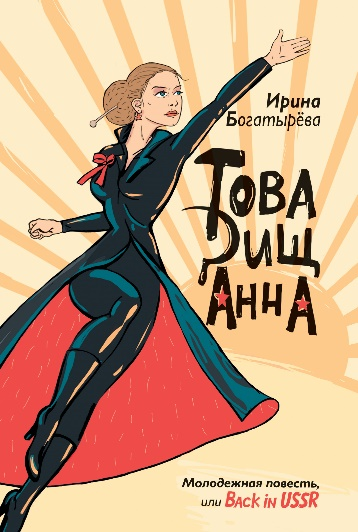 Ирина
Богатырёва
Това
рищ
Анна
Молодежная повесть,
или Back in USSR